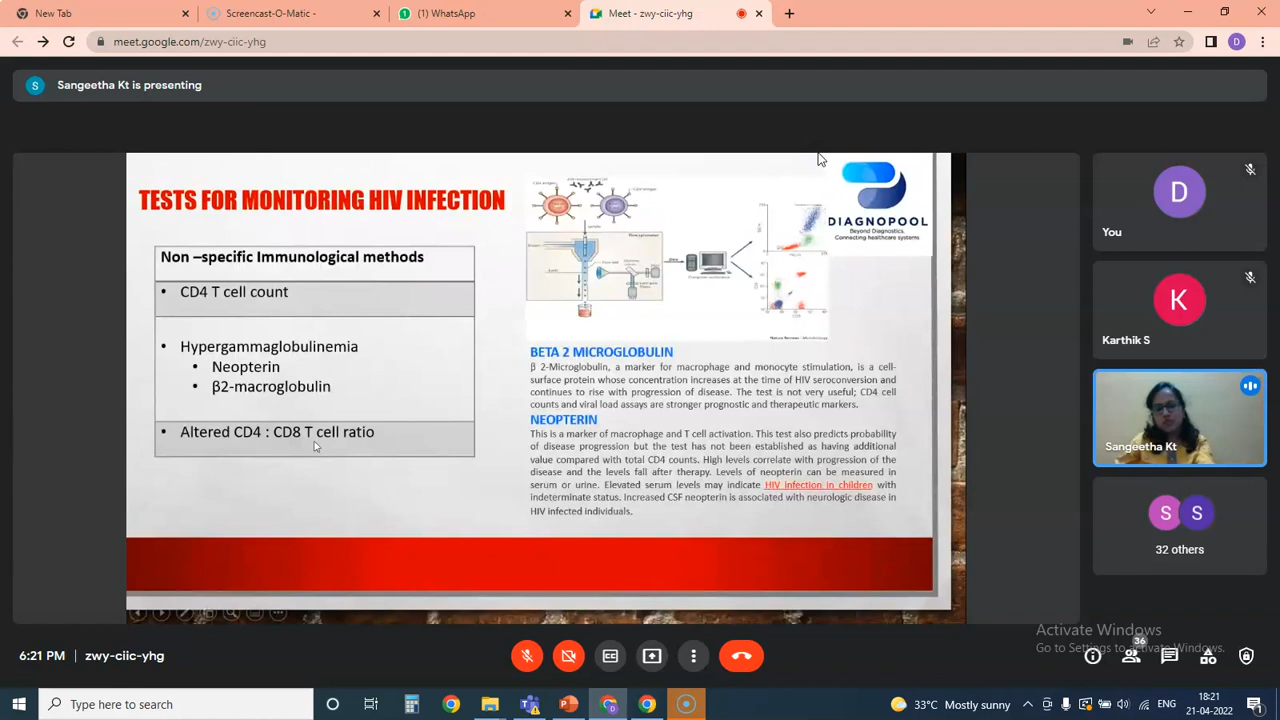 New Tab
Screencast-O-Matic
(1) WhatsApp
Meet - zwy-ciic-yhg
meet.google.com/zwy-ciic-yhg
D
S
Sangeetha Kt is presenting
TESTS FOR MONITORING HIV INFECTION
Non –specific Immunological methods
• CD4 T cell count
• Hypergammaglobulinemia
• Neopterin
• β2-macroglobulin
• Altered CD4 : CD8 T cell ratio
DIAGNOPOOL
Beyond Diagnostics,
Connecting healthcare systems
Nature Reviews | Microbiology
BETA 2 MICROGLOBULIN
β 2-Microglobulin, a marker for macrophage and monocyte stimulation, is a cell-
surface protein whose concentration increases at the time of HIV seroconversion and
continues to rise with progression of disease. The test is not very useful; CD4 cell
counts and viral load assays are stronger prognostic and therapeutic markers.
NEOPTERIN
This is a marker of macrophage and T cell activation. This test also predicts probability
of disease progression but the test has not been established as having additional
value compared with total CD4 counts. High levels correlate with progression of the
disease and the levels fall after therapy. Levels of neopterin can be measured in
serum or urine. Elevated serum levels may indicate HIV infection in children with
indeterminate status. Increased CSF neopterin is associated with neurologic disease in
HIV infected individuals.
D
You
K
Karthik S
Sangeetha Kt
S S
32 others
Activate Windows
Go to Settings to activate Windows.
6:21 PM
zwy-ciic-yhg
36
Type here to search
33°C Mostly sunny
ENG
18:21
21-04-2022